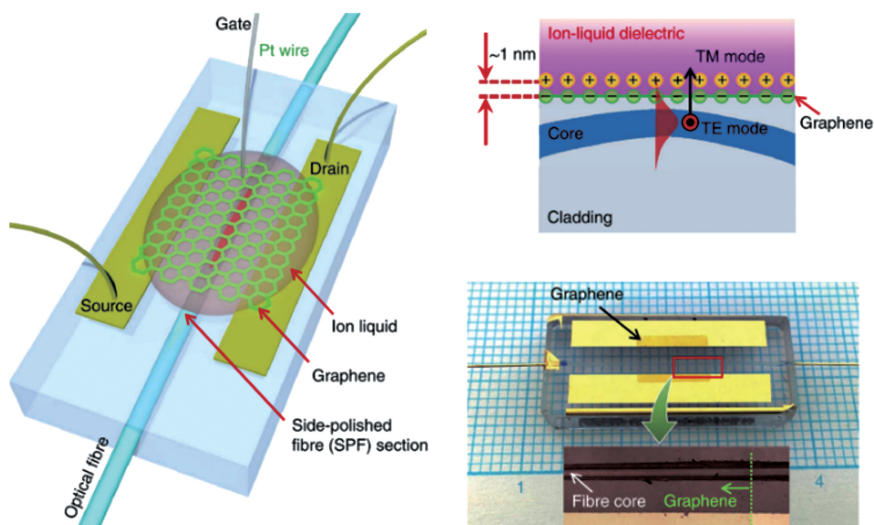 Gate
Pt wire
Drain
Source
Ion liquid
Graphene
Side-polished
fibre (SPF) section
Optical fibre
Ion-liquid dielectric
~1 nm
TM mode
+ + + + + + + + + + + +
− − − − − − − − − − − −
Graphene
Core
TE mode
Cladding
Graphene
1
4
Fibre core
Graphene